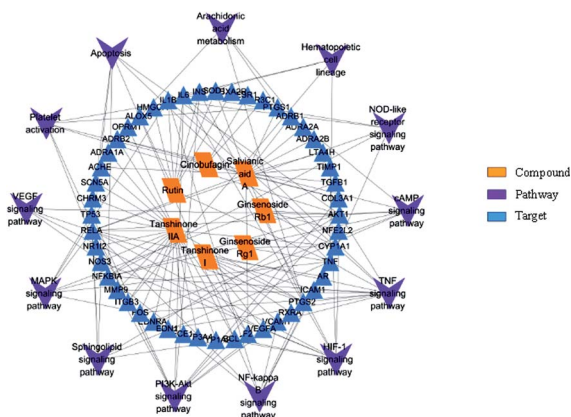 Arachidonic
acid
metabolism
Apoptosis
Hematopoietic
cell
lineage
Platelet
activation
NOD-like
receptor
signaling
pathway
VEGF
signaling
pathway
cAMP
signaling
pathway
MAPK
signaling
pathway
TNF
signaling
pathway
Sphingolipid
signaling
pathway
HIF-1
signaling
pathway
PI3K-Akt
signaling
pathway
NF-kappa
B
signaling
pathway
Cinobufagin
Salvianic
aid
A
Rutin
Ginsenoside
Rb1
Tanshinone
IIA
Ginsenoside
Rg1
Tanshinone
I
IL1B
HMGCR
ALOX5
OPRM1
ADRB2
ADRA1A
ACHE
SCN5A
CHRM3
TP53
RELA
NR1I2
NOS3
NFKBIA
MMP9
ITGB3
FOS
EDNRA
EDN1
IL6
INS
SOD1
PTGS1
ADRB1
ADRA2A
ADRA2B
LTA4H
TIMP1
TGFB1
COL3A1
AKT1
NFE2L2
CYP1A1
TNF
AR
ICAM1
PTGS2
RXRA
VCAM1
VEGFA
Compound
Pathway
Target